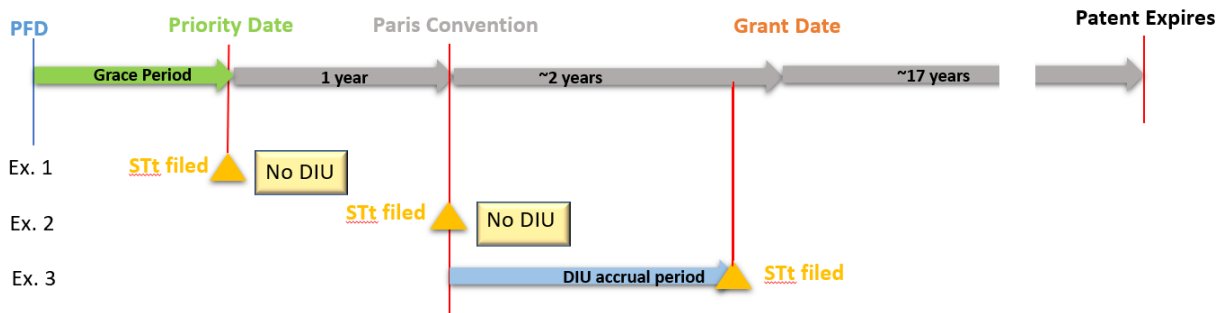 PFD
Priority Date
Paris Convention
Grant Date
Patent Expires
Grace Period
1 year
~2 years
~17 years
Ex. 1
STt filed
No DIU
Ex. 2
STt filed
No DIU
Ex. 3
DIU accrual period
STt filed